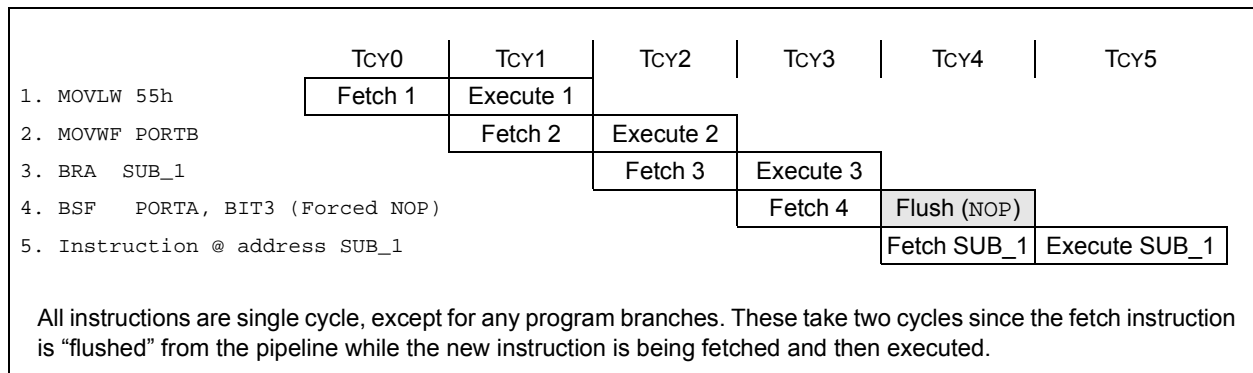 TCY0 TCY1 TCY2 TCY3 TCY4 TCY5
1. MOVLW 55h Fetch 1 Execute 1
2. MOVWF PORTB Fetch 2 Execute 2
3. BRA SUB_1 Fetch 3 Execute 3
4. BSF PORTA, BIT3 (Forced NOP) Fetch 4 Flush (NOP)
5. Instruction @ address SUB_1 Fetch SUB_1 Execute SUB_1
All instructions are single cycle, except for any program branches. These take two cycles since the fetch instruction
is “flushed” from the pipeline while the new instruction is being fetched and then executed.